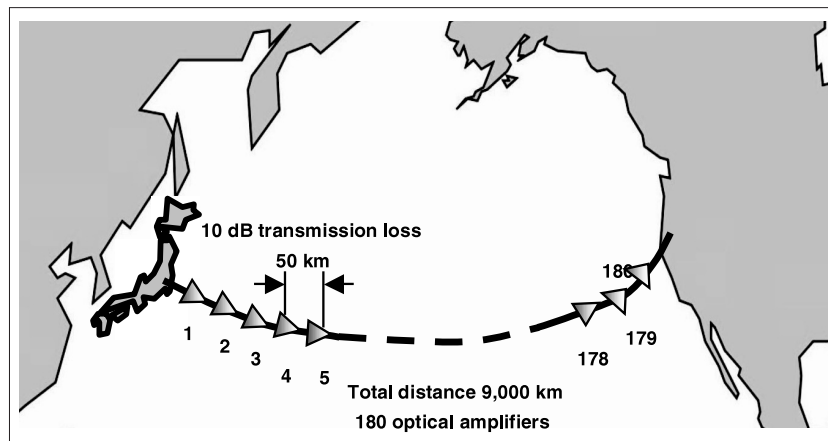 10 dB transmission loss
50 km
1
2
3
4
5
178
179
180
Total distance 9,000 km
180 optical amplifiers